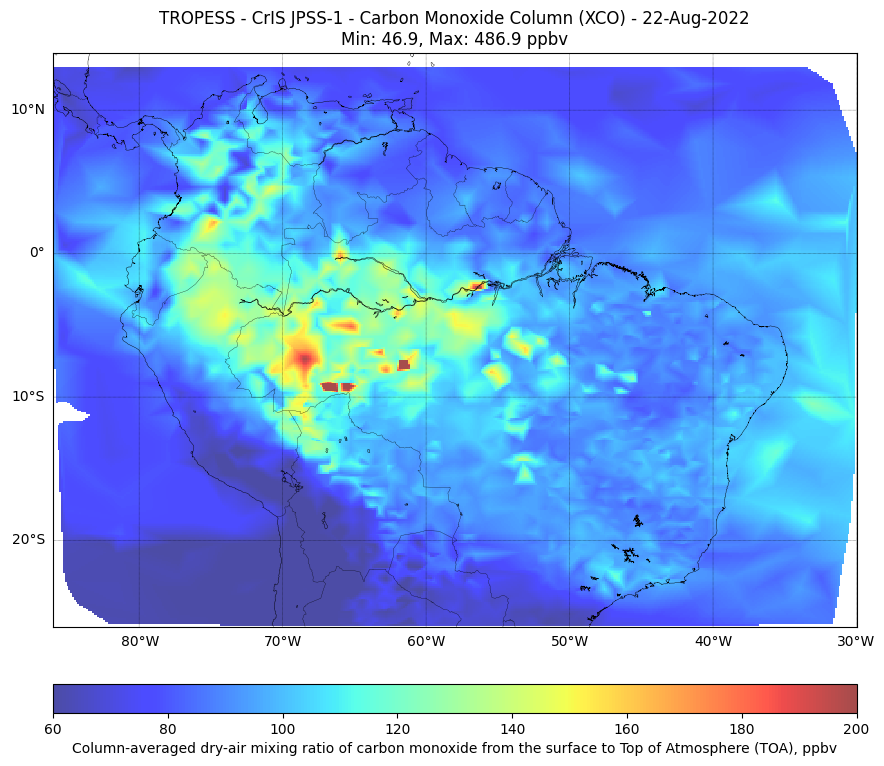 TROPESS - CrIS JPSS-1 - Carbon Monoxide Column (XCO) - 22-Aug-2022
Min: 46.9, Max: 486.9 ppbv
10°N
0°
10°S
20°S
80°W 70°W 60°W 50°W 40°W 30°W
60 80 100 120 140 160 180 200
Column-averaged dry-air mixing ratio of carbon monoxide from the surface to Top of Atmosphere (TOA), ppbv